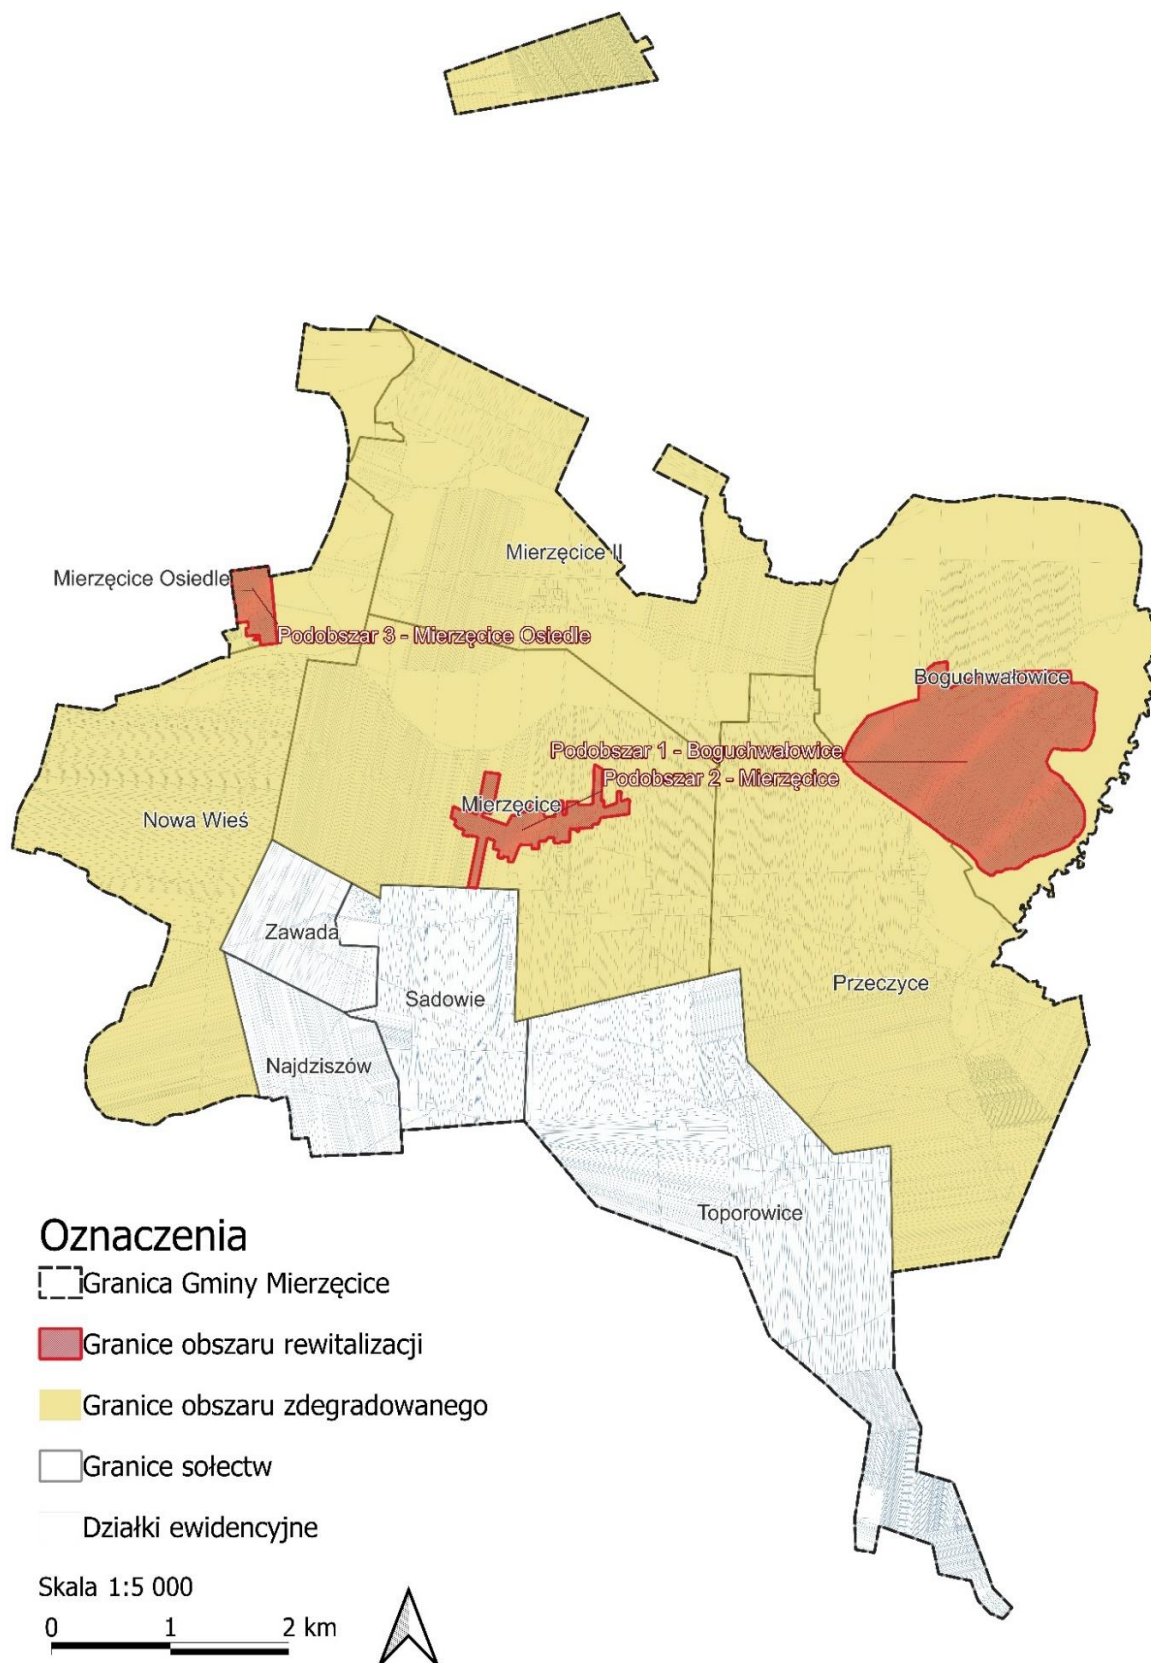 Mierzęcice II
Mierzęcice Osiedle
Podobszar 3 - Mierzęcice Osiedle
Boguchwałowice
Podobszar 1 - Boguchwałowice
Podobszar 2 - Mierzęcice
Mierzęcice
Nowa Wieś
Zawada
Sadowie
Przeczyce
Najdziszów
Toporowice
Oznaczenia
Granica Gminy Mierzęcice
Granice obszaru rewitalizacji
Granice obszaru zdegradowanego
Granice sołectw
Działki ewidencyjne
Skala 1:5 000
0 1 2 km